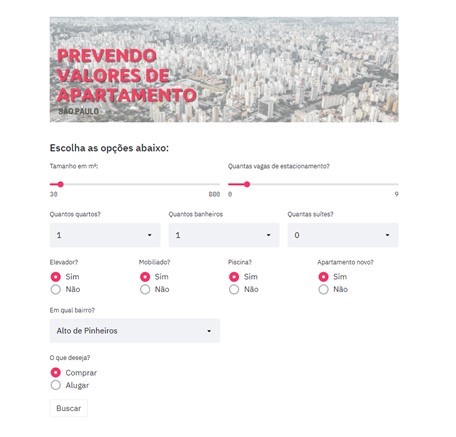 PREVENDO
VALORES DE
APARTAMENTO
SÃO PAULO
Escolha as opções abaixo:
Tamanho em m²: Quantas vagas de estacionamento?
30 880 0 9
Quantos quartos? Quantos banheiros Quantas suítes?
1 1 0
Elevador? Mobiliado? Piscina? Apartamento novo?
Sim Sim Sim Sim
Não Não Não Não
Em qual bairro?
Alto de Pinheiros
O que deseja?
Comprar
Alugar
Buscar